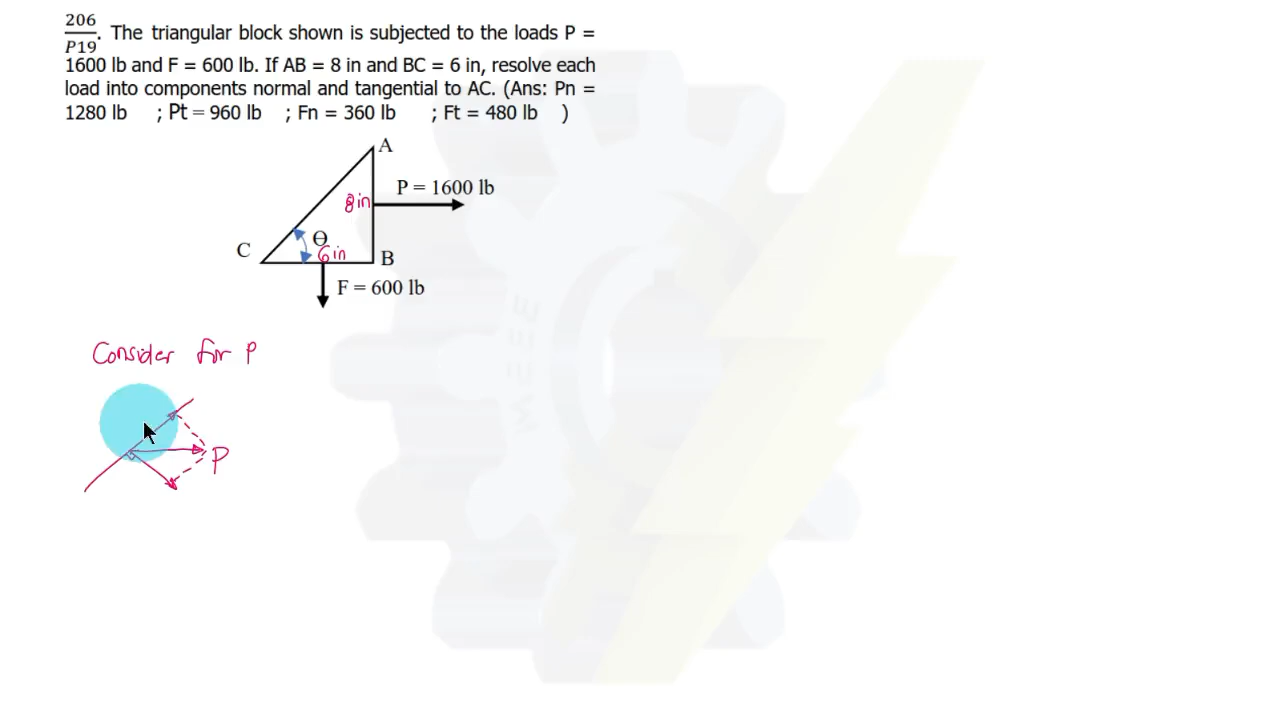 206
P19
. The triangular block shown is subjected to the loads P =
1600 lb and F = 600 lb. If AB = 8 in and BC = 6 in, resolve each
load into components normal and tangential to AC. (Ans: Pn =
1280 lb ; Pt = 960 lb ; Fn = 360 lb ; Ft = 480 lb )
A
P = 1600 lb
8in
Θ
C
6in
B
F = 600 lb
MEEE
Consider for P
P